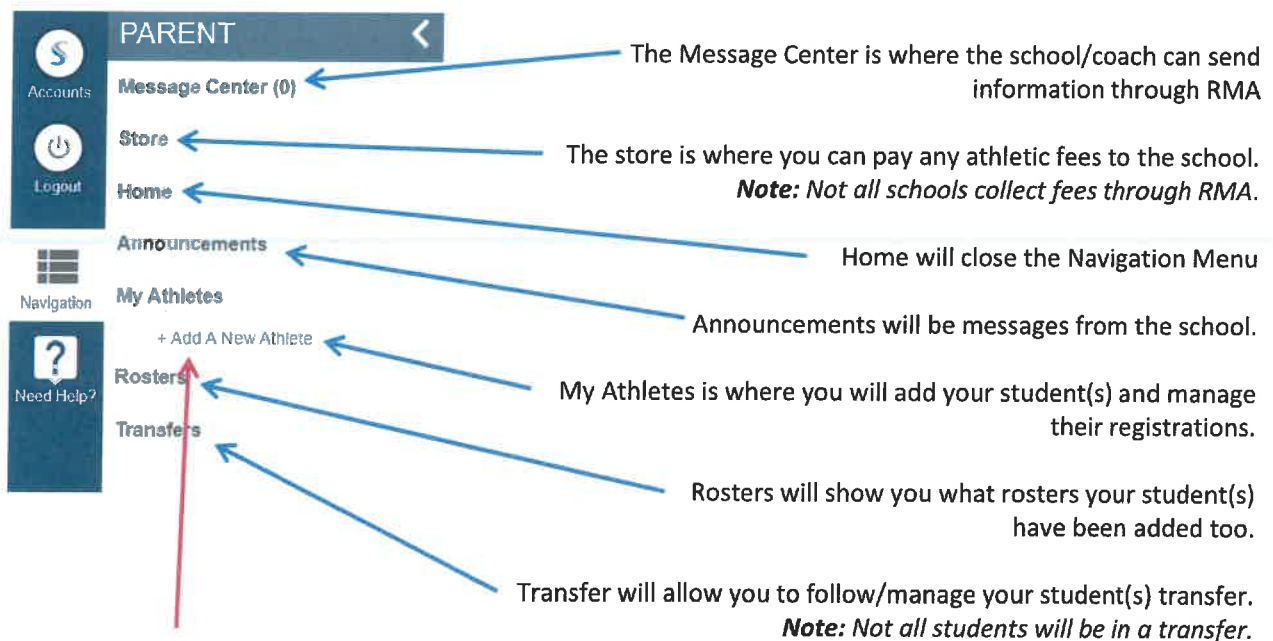 PARENT
Accounts
Message Center (0)
Store
Logout
Home
Announcements
Navigation
My Athletes
+ Add A New Athlete
Need Help?
Rosters
Transfers
The Message Center is where the school/coach can send
information through RMA
The store is where you can pay any athletic fees to the school.
Note: Not all schools collect fees through RMA.
Home will close the Navigation Menu
Announcements will be messages from the school.
My Athletes is where you will add your student(s) and manage
their registrations.
Rosters will show you what rosters your student(s)
have been added too.
Transfer will allow you to follow/manage your student(s) transfer.
Note: Not all students will be in a transfer.